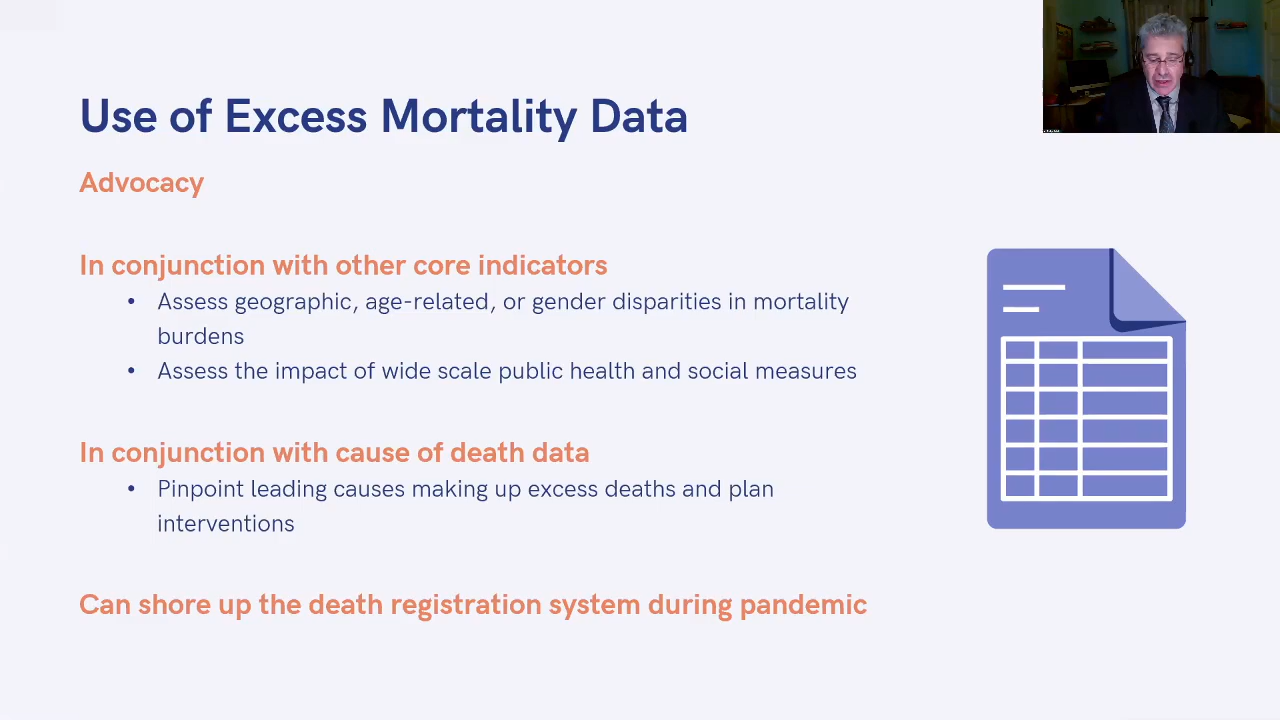 Use of Excess Mortality Data
Advocacy
In conjunction with other core indicators
• Assess geographic, age-related, or gender disparities in mortality
burdens
• Assess the impact of wide scale public health and social measures
In conjunction with cause of death data
• Pinpoint leading causes making up excess deaths and plan
interventions
Can shore up the death registration system during pandemic